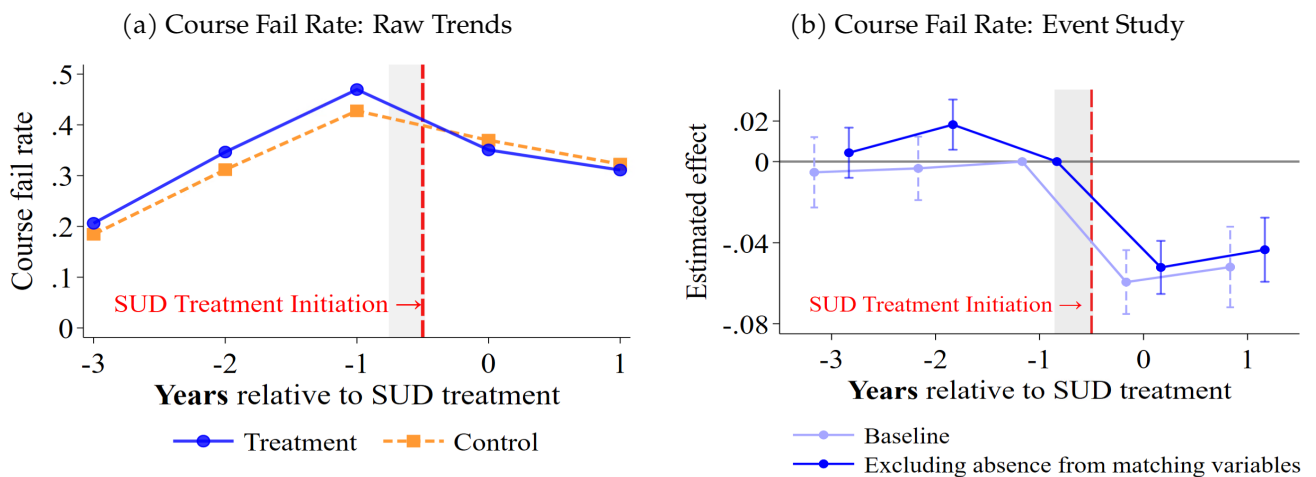 (a) Course Fail Rate: Raw Trends
.5
.4
.3
.2
.1
0
Course fail rate
SUD Treatment Initiation →
-3 -2 -1 0 1
Years relative to SUD treatment
Treatment Control
(b) Course Fail Rate: Event Study
.02
0
-.04
-.08
Estimated effect
SUD Treatment Initiation →
-3 -2 -1 0 1
Years relative to SUD treatment
Baseline
Excluding absence from matching variables